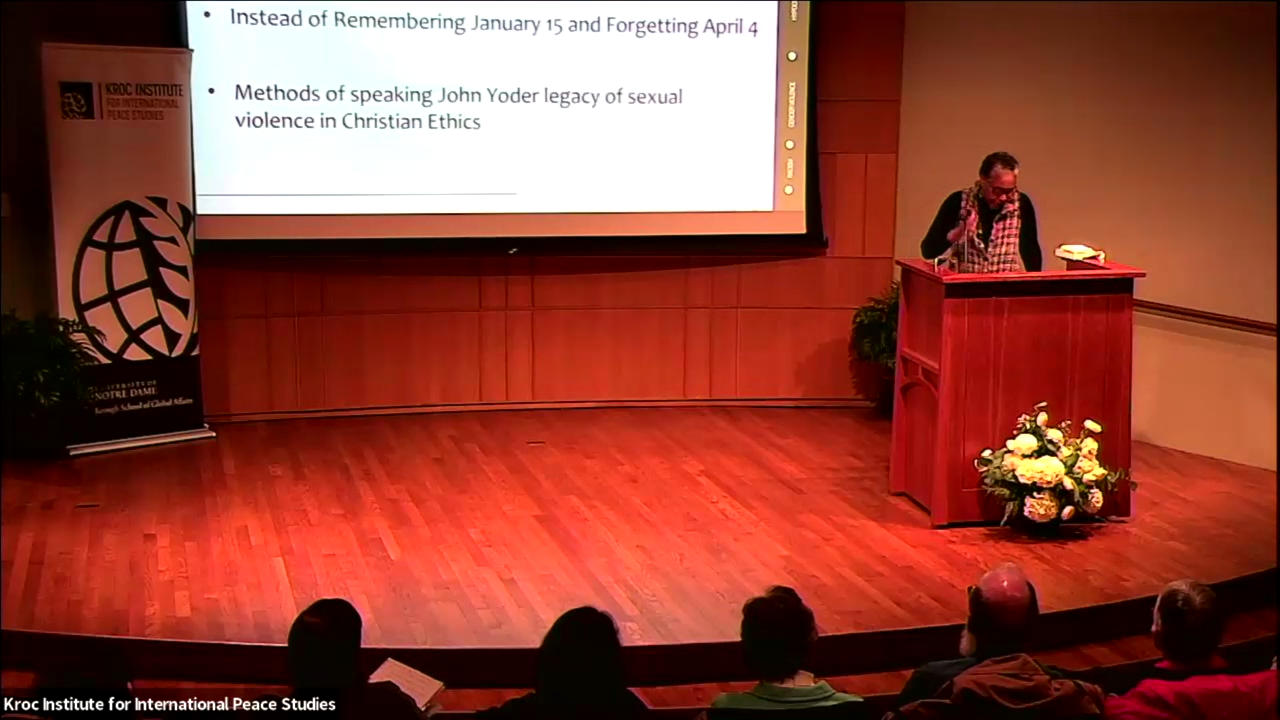 • Instead of Remembering January 15 and Forgetting April 4
• Methods of speaking John Yoder legacy of sexual
violence in Christian Ethics
KROC INSTITUTE
FOR INTERNATIONAL
PEACE STUDIES
UNIVERSITY OF
NOTRE DAME
Keough School of Global Affairs
Kroc Institute for International Peace Studies